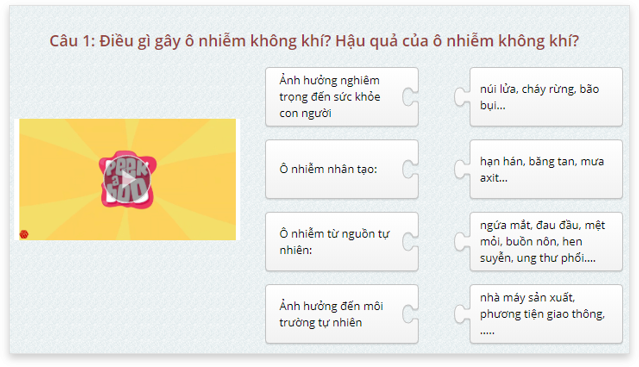 Câu 1: Điều gì gây ô nhiễm không khí? Hậu quả của ô nhiễm không khí?
PEEK
a
BOO
Ảnh hưởng nghiêm
trọng đến sức khỏe
con người
núi lửa, cháy rừng, bão
bụi...
Ô nhiễm nhân tạo:
hạn hán, băng tan, mưa
axit...
Ô nhiễm từ nguồn tự
nhiên:
ngứa mắt, đau đầu, mệt
mỏi, buồn nôn, hen
suyễn, ung thư phổi....
Ảnh hưởng đến môi
trường tự nhiên
nhà máy sản xuất,
phương tiện giao thông,
.....